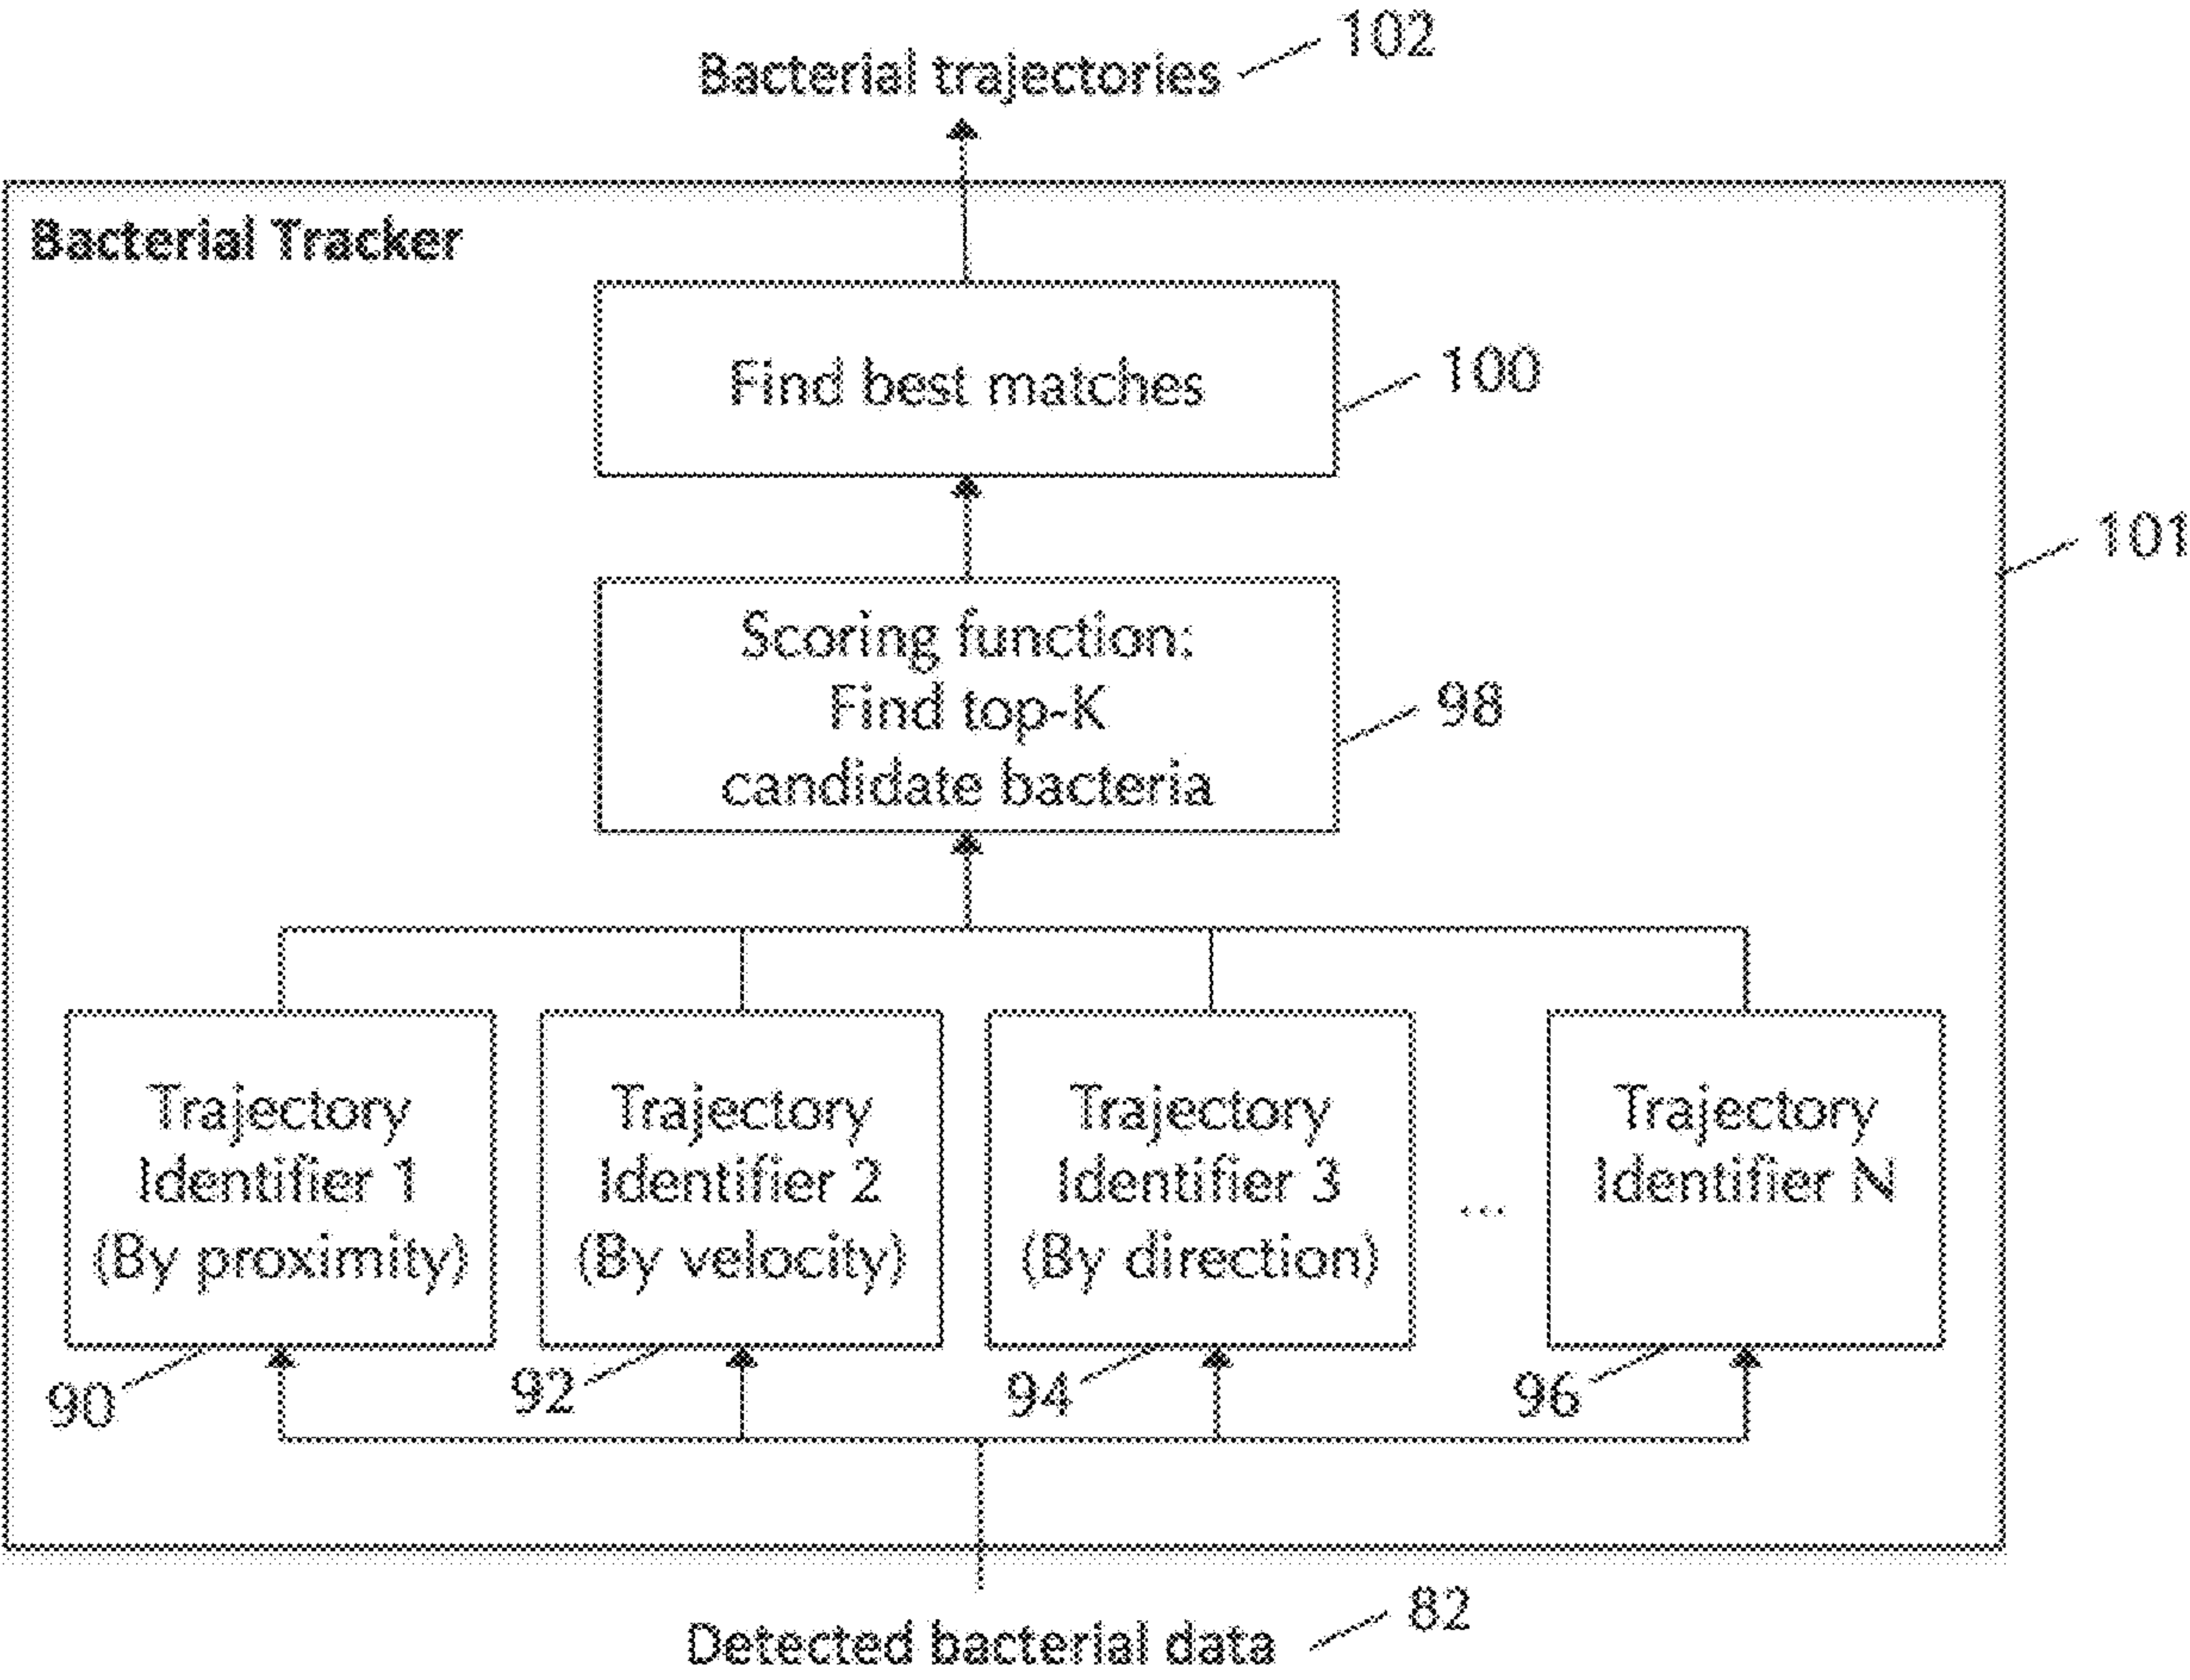 Bacterial trajectories 102
Bacterial Tracker
Find best matches
100
101
Scoring function:
Find top-K
candidate bacteria
98
Trajectory
Identifier 1
(By proximity)
Trajectory
Identifier 2
(By velocity)
Trajectory
Identifier 3
(By direction)
...
Trajectory
Identifier N
90
92
94
96
Detected bacterial data 82